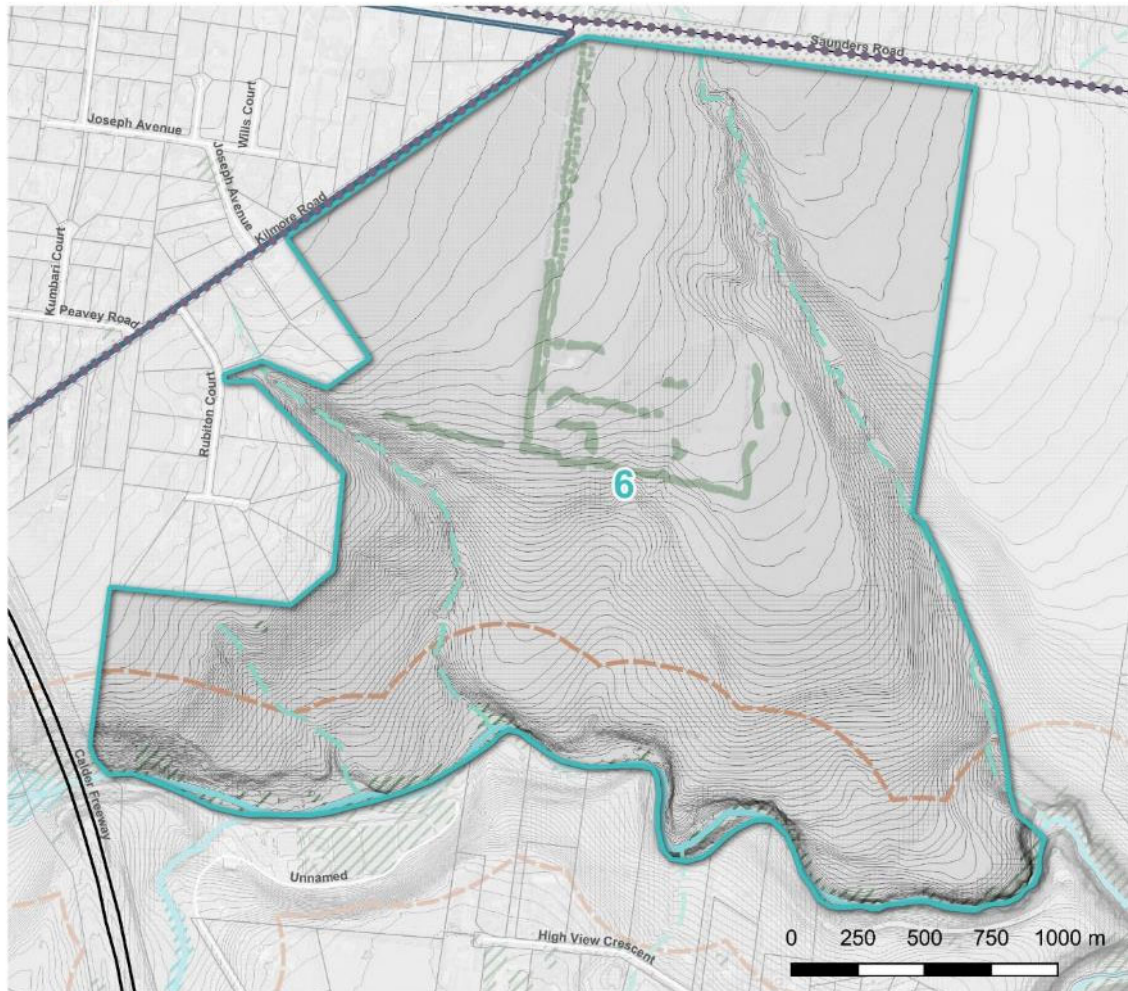 Saunders Road
Joseph Avenue
Wills Court
Joseph Avenue
Kilmore Road
Kumbari Court
Peavey Road
Rubiton Court
6
Calder Freeway
Unnamed
High View Crescent
0 250 500 750 1000 m